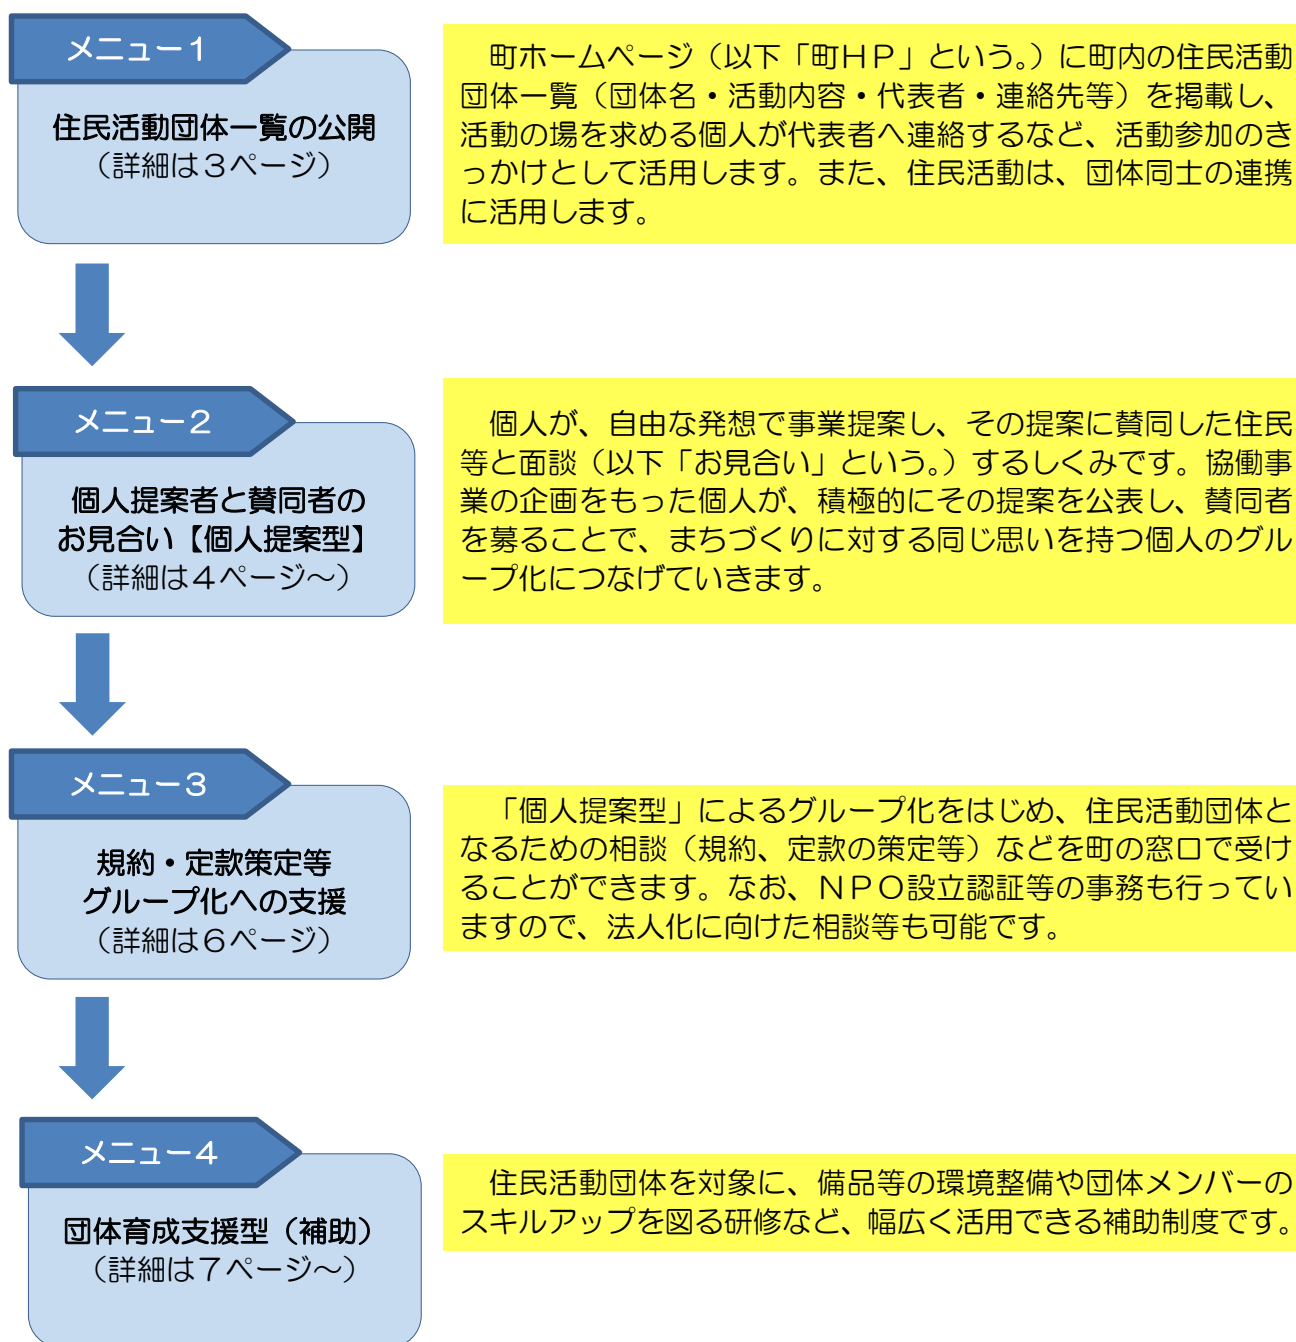 メニュー１
住民活動団体一覧の公開
（詳細は３ページ）
　町ホームページ（以下「町ＨＰ」という。）に町内の住民活動
団体一覧（団体名・活動内容・代表者・連絡先等）を掲載し、
活動の場を求める個人が代表者へ連絡するなど、活動参加のき
っかけとして活用します。また、住民活動は、団体同士の連携
に活用します。
メニュー２
個人提案者と賛同者の
お見合い【個人提案型】
（詳細は４ページ～）
　個人が、自由な発想で事業提案し、その提案に賛同した住民
等と面談（以下「お見合い」という。）するしくみです。協働事
業の企画をもった個人が、積極的にその提案を公表し、賛同者
を募ることで、まちづくりに対する同じ思いを持つ個人のグル
ープ化につなげていきます。
メニュー３
規約・定款策定等
グループ化への支援
（詳細は６ページ）
　「個人提案型」によるグループ化をはじめ、住民活動団体と
なるための相談（規約、定款の策定等）などを町の窓口で受け
ることができます。なお、ＮＰＯ設立認証等の事務も行ってい
ますので、法人化に向けた相談等も可能です。
メニュー４
団体育成支援型（補助）
（詳細は７ページ～）
　住民活動団体を対象に、備品等の環境整備や団体メンバーの
スキルアップを図る研修など、幅広く活用できる補助制度です。